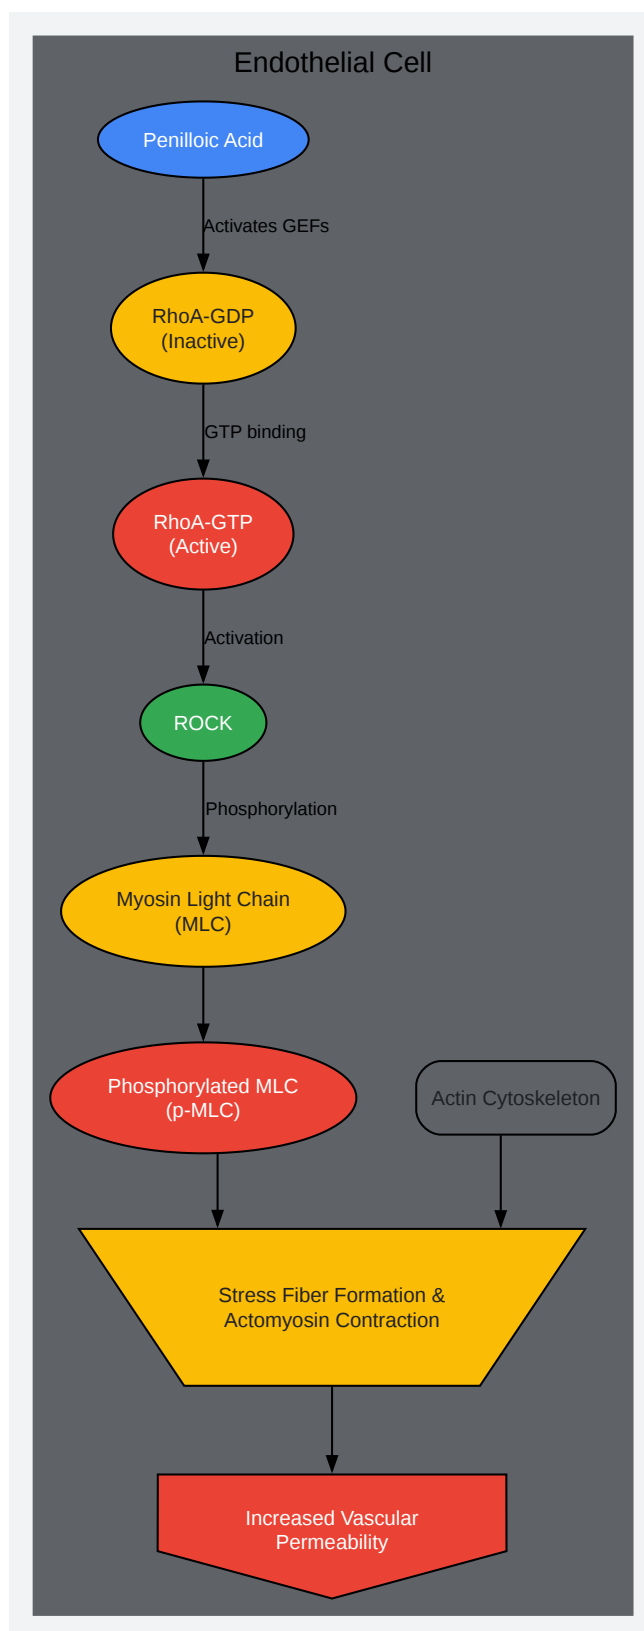 Endothelial Cell
Penilloic Acid
Activates GEFs
RhoA-GDP
(Inactive)
GTP binding
RhoA-GTP
(Active)
Activation
ROCK
Phosphorylation
Myosin Light Chain
(MLC)
Phosphorylated MLC
(p-MLC)
Actin Cytoskeleton
Stress Fiber Formation &
Actomyosin Contraction
Increased Vascular
Permeability